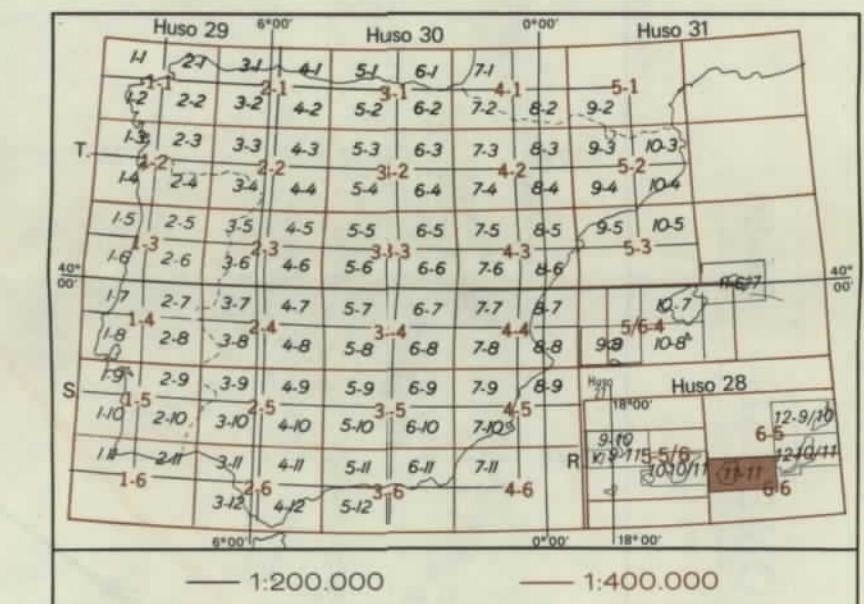 Huso 29 6°00' Huso 30 0°00' Huso 31
1-1 2-1 3-1 4-1 5-1 6-1 7-1
1-1 2-1 3-1 4-1 5-1
1-2 2-2 3-2 4-2 5-2 6-2 7-2 8-2 9-2
T.
1-3 2-3 3-3 4-3 5-3 6-3 7-3 8-3 9-3 10-3
1-2 2-2 3-2 4-2 5-2
1-4 2-4 3-4 4-4 5-4 6-4 7-4 8-4 9-4 10-4
1-5 2-5 3-5 4-5 5-5 6-5 7-5 8-5 9-5 10-5
1-3 2-3 3-3 4-3 5-3
1-6 2-6 3-6 4-6 5-6 6-6 7-6 8-6
40° 00' 40° 00'
1-7 2-7 3-7 4-7 5-7 6-7 7-7 8-7 10-7
1-4 2-4 3-4 4-4 5/6-4
1-8 2-8 3-8 4-8 5-8 6-8 7-8 8-8 9-8 10-8
S
1-9 2-9 3-9 4-9 5-9 6-9 7-9 8-9
Huso 27 Huso 28
18°00'
1-5 2-5 3-5 4-5
1-10 2-10 3-10 4-10 5-10 6-10 7-10
R
9-10 12-9/10
6-5
9-11 5-5/6 10-10/11 11-11 12-10/11
6-6
1-11 2-11 3-11 4-11 5-11 6-11 7-11
1-6 2-6 3-6 4-6
3-12 4-12 5-12
6°00' 0°00' 18°00'
1:200.000 1:400.000